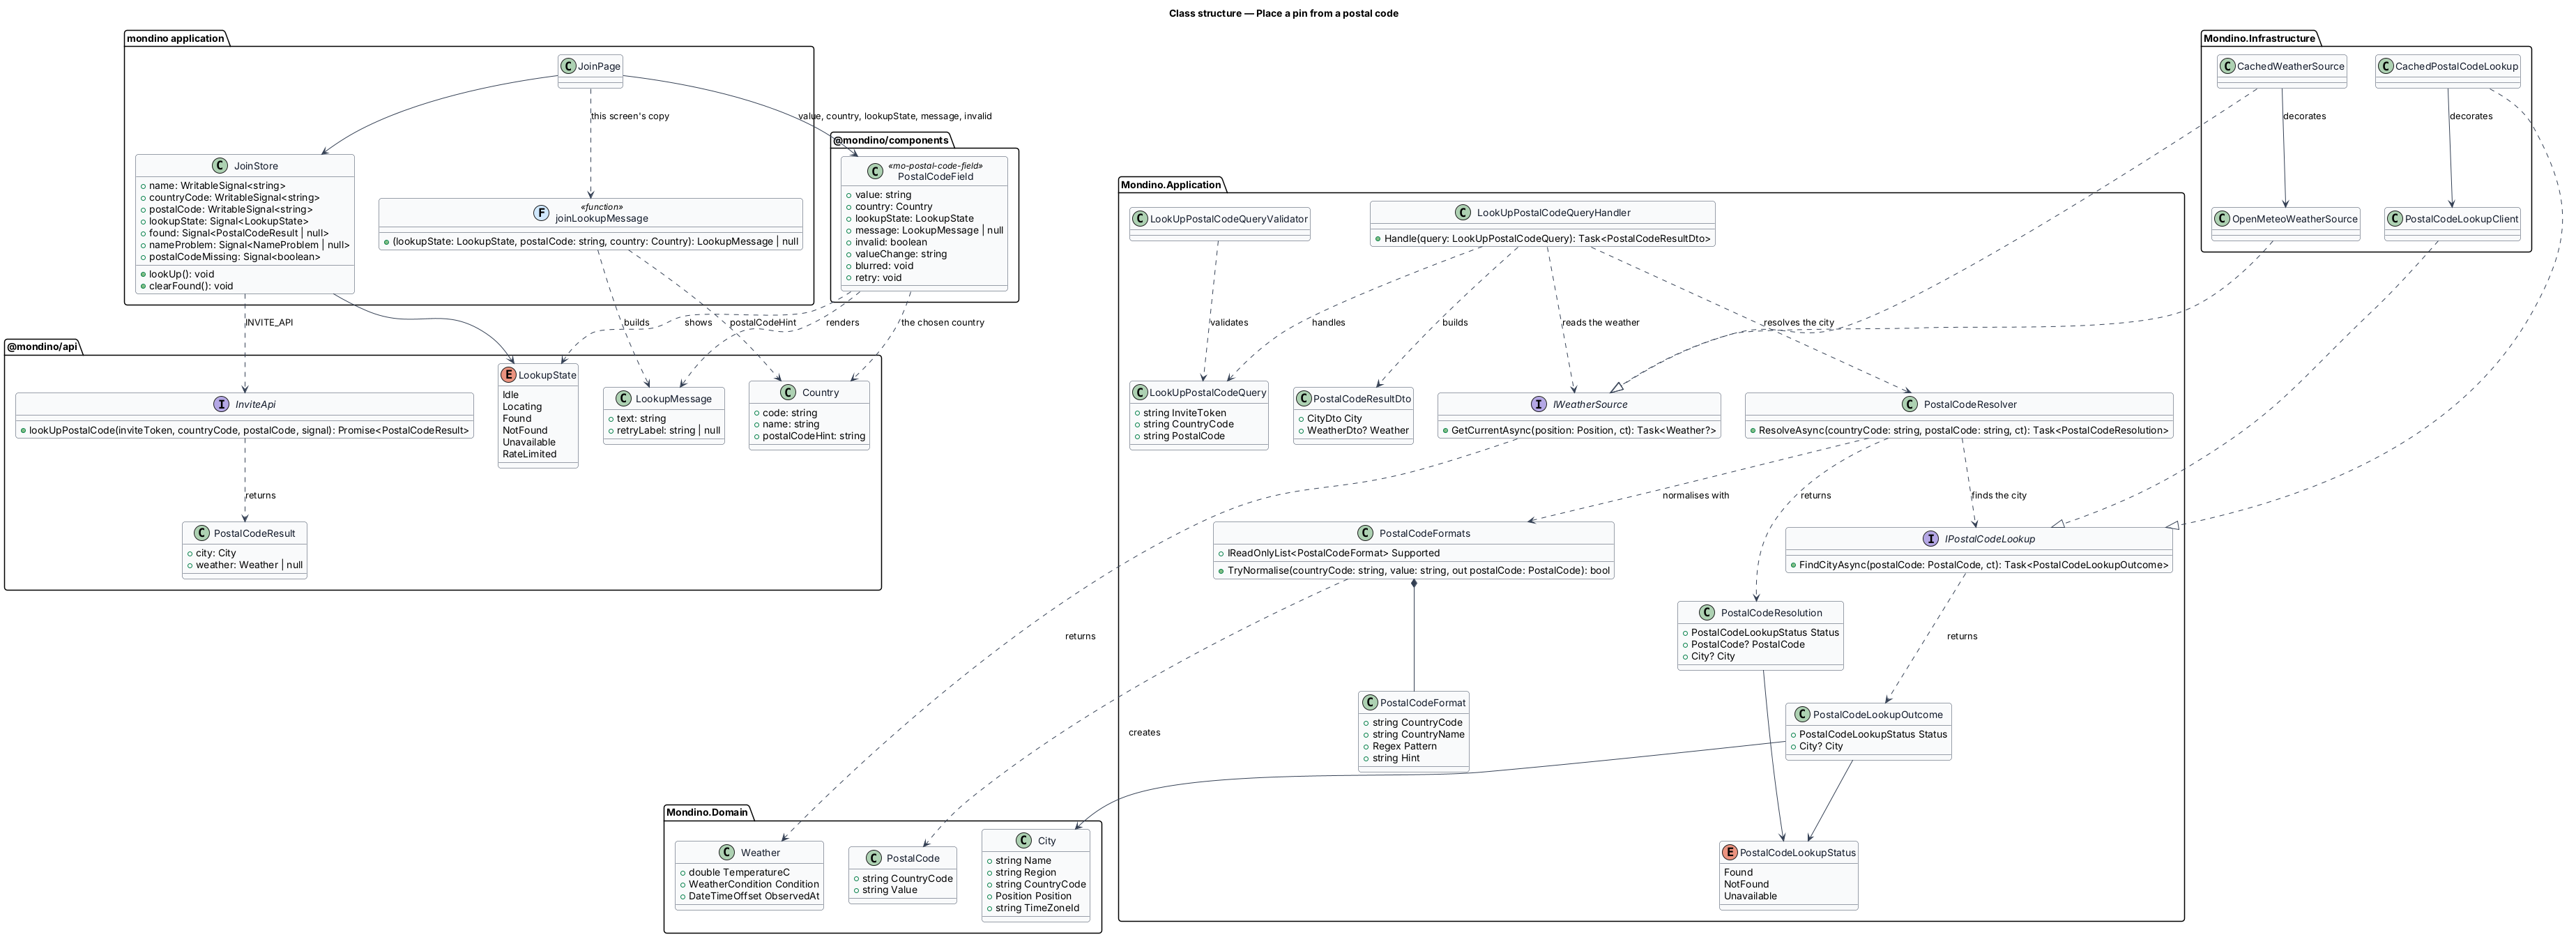 Class structure — Place a pin from a postal code
mondino application
C JoinPage
this screen's copy
value, country, lookupState, message, invalid
C JoinStore
name: WritableSignal<string>
countryCode: WritableSignal<string>
postalCode: WritableSignal<string>
lookupState: Signal<LookupState>
found: Signal<PostalCodeResult | null>
nameProblem: Signal<NameProblem | null>
postalCodeMissing: Signal<boolean>
lookUp(): void
clearFound(): void
F «function»
joinLookupMessage
(lookupState: LookupState, postalCode: string, country: Country): LookupMessage | null
@mondino/components
C «mo-postal-code-field»
PostalCodeField
value: string
country: Country
lookupState: LookupState
message: LookupMessage | null
invalid: boolean
valueChange: string
blurred: void
retry: void
INVITE_API
builds
shows
postalCodeHint
renders
the chosen country
@mondino/api
I InviteApi
lookUpPostalCode(inviteToken, countryCode, postalCode, signal): Promise<PostalCodeResult>
E LookupState
Idle
Locating
Found
NotFound
Unavailable
RateLimited
C LookupMessage
text: string
retryLabel: string | null
C Country
code: string
name: string
postalCodeHint: string
returns
C PostalCodeResult
city: City
weather: Weather | null
Mondino.Infrastructure
C CachedWeatherSource
C CachedPostalCodeLookup
decorates
decorates
C OpenMeteoWeatherSource
C PostalCodeLookupClient
Mondino.Application
C LookUpPostalCodeQueryValidator
C LookUpPostalCodeQueryHandler
Handle(query: LookUpPostalCodeQuery): Task<PostalCodeResultDto>
validates
handles
builds
reads the weather
resolves the city
C LookUpPostalCodeQuery
string InviteToken
string CountryCode
string PostalCode
C PostalCodeResultDto
CityDto City
WeatherDto? Weather
I IWeatherSource
GetCurrentAsync(position: Position, ct): Task<Weather?>
C PostalCodeResolver
ResolveAsync(countryCode: string, postalCode: string, ct): Task<PostalCodeResolution>
normalises with
returns
finds the city
C PostalCodeFormats
IReadOnlyList<PostalCodeFormat> Supported
TryNormalise(countryCode: string, value: string, out postalCode: PostalCode): bool
I IPostalCodeLookup
FindCityAsync(postalCode: PostalCode, ct): Task<PostalCodeLookupOutcome>
C PostalCodeResolution
PostalCodeLookupStatus Status
PostalCode? PostalCode
City? City
returns
returns
C PostalCodeFormat
string CountryCode
string CountryName
Regex Pattern
string Hint
C PostalCodeLookupOutcome
PostalCodeLookupStatus Status
City? City
creates
E PostalCodeLookupStatus
Found
NotFound
Unavailable
Mondino.Domain
C Weather
double TemperatureC
WeatherCondition Condition
DateTimeOffset ObservedAt
C PostalCode
string CountryCode
string Value
C City
string Name
string Region
string CountryCode
Position Position
string TimeZoneId